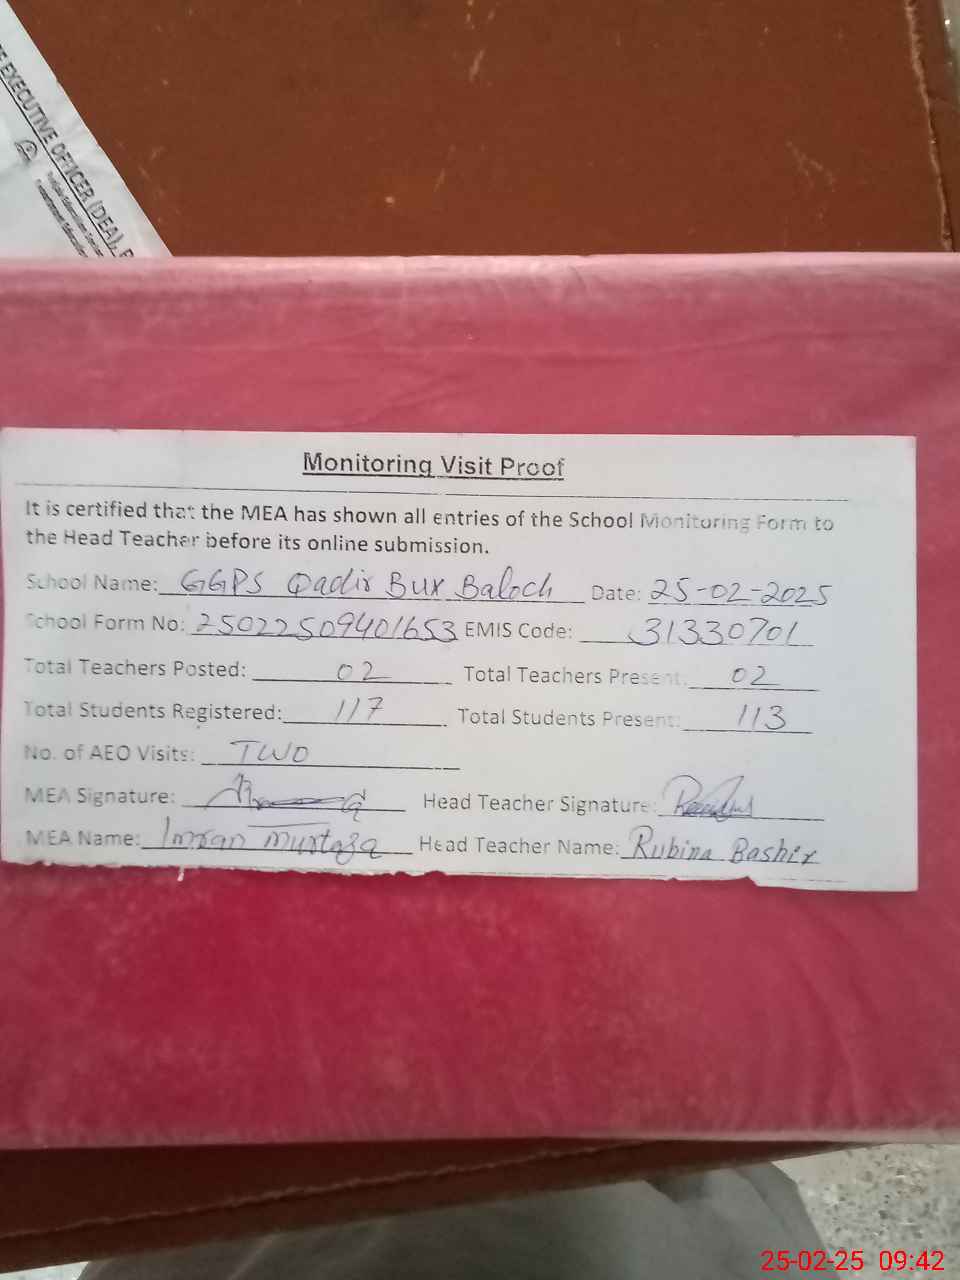 EXECUTIVE OFFICER (DEA),
Monitoring Visit Proof
It is certified that the MEA has shown all entries of the School Monitoring Form to
the Head Teacher before its online submission.
School Name: GGPS Qadir Bux Baloch Date: 25-02-2025
School Form No: 25022509401653 EMIS Code: 31330701
Total Teachers Posted: 02 Total Teachers Present: 02
Total Students Registered: 117 Total Students Present: 113
No. of AEO Visits: TWO
MEA Signature: Head Teacher Signature:
MEA Name: Imran Murtaza Head Teacher Name: Rubina Bashir
25-02-25 09:42